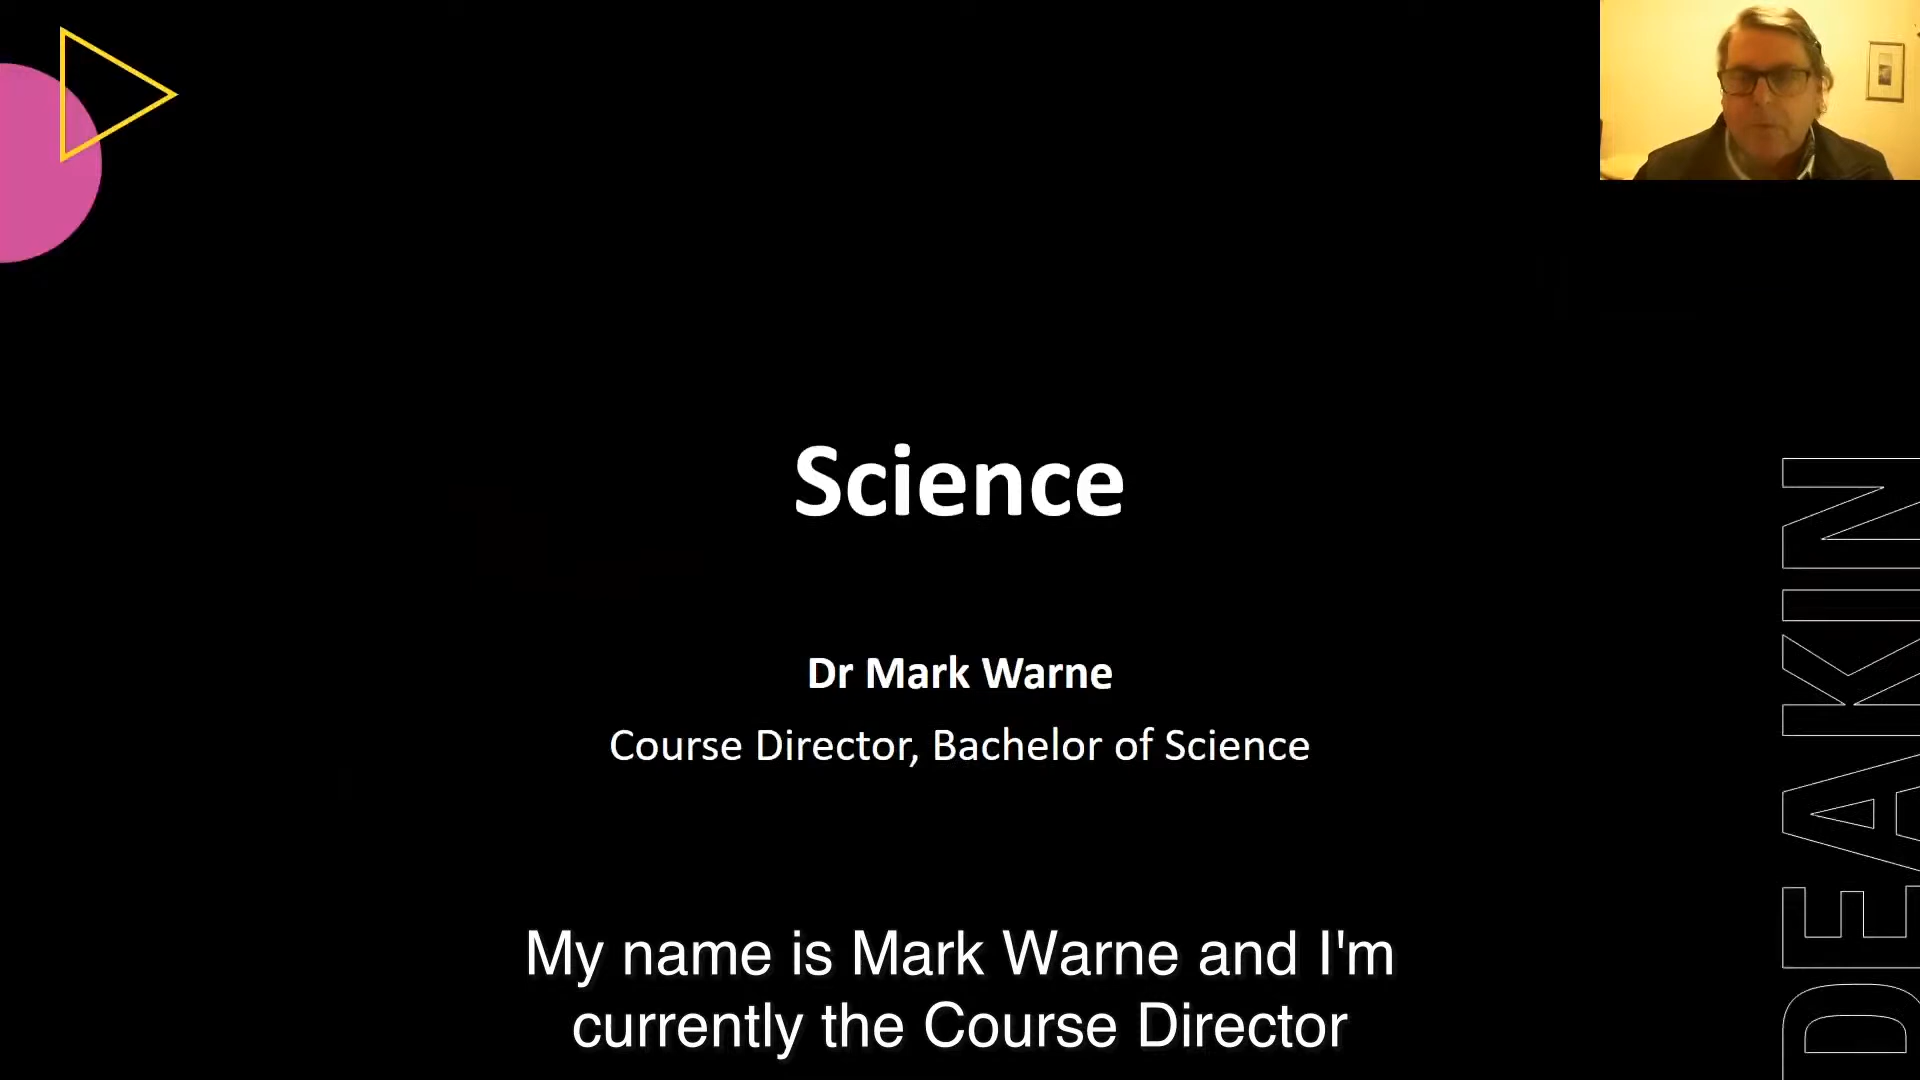 Science
Dr Mark Warne
Course Director, Bachelor of Science
DEAKIN
My name is Mark Warne and I'm
currently the Course Director